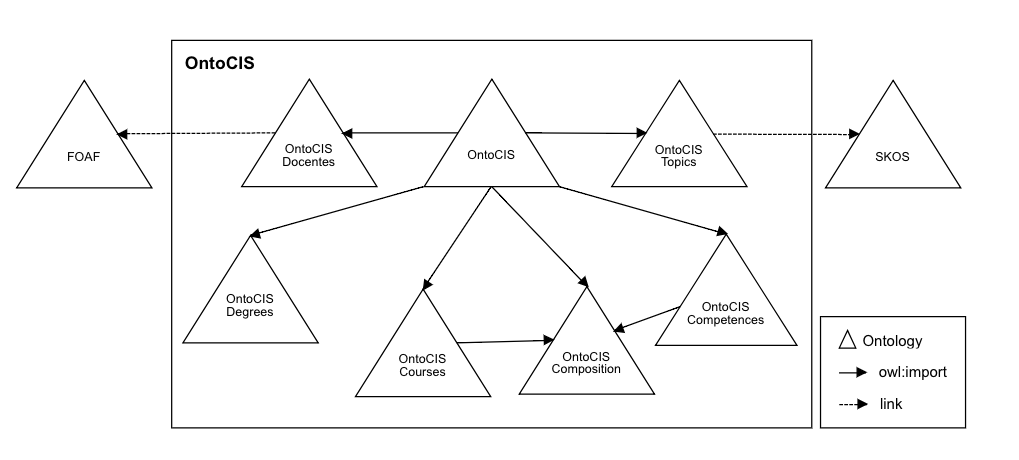 OntoCIS
FOAF
OntoCIS
Docentes
OntoCIS
OntoCIS
Topics
SKOS
OntoCIS
Degrees
OntoCIS
Courses
OntoCIS
Composition
OntoCIS
Competences
Ontology
owl:import
link